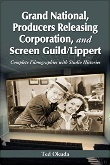 Grand National,
Producers Releasing
Corporation, and
Screen Guild/Lippert
Complete Filmographies with Studio Histories
Ted Okuda